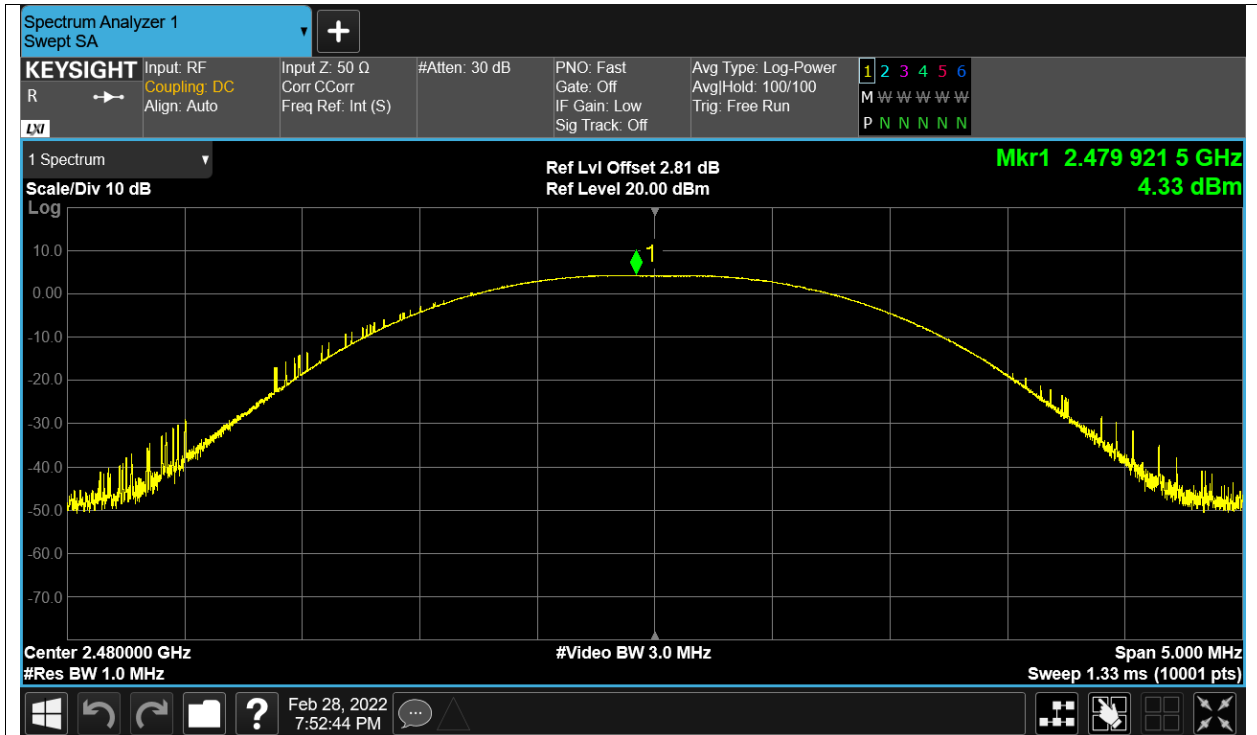 Spectrum Analyzer 1
Swept SA
KEYSIGHT
R
LXI
Input: RF
Coupling: DC
Align: Auto
Input Z: 50 Ω
Corr CCorr
Freq Ref: Int (S)
#Atten: 30 dB
PNO: Fast
Gate: Off
IF Gain: Low
Sig Track: Off
Avg Type: Log-Power
Avg|Hold: 100/100
Trig: Free Run
1 2 3 4 5 6
M W W W W W
P N N N N N
1 Spectrum
Scale/Div 10 dB
Log
Ref Lvl Offset 2.81 dB
Ref Level 20.00 dBm
Mkr1 2.479 921 5 GHz
4.33 dBm
1
10.0
0.00
-10.0
-20.0
-30.0
-40.0
-50.0
-60.0
-70.0
Center 2.480000 GHz
#Res BW 1.0 MHz
#Video BW 3.0 MHz
Span 5.000 MHz
Sweep 1.33 ms (10001 pts)
?
Feb 28, 2022
7:52:44 PM